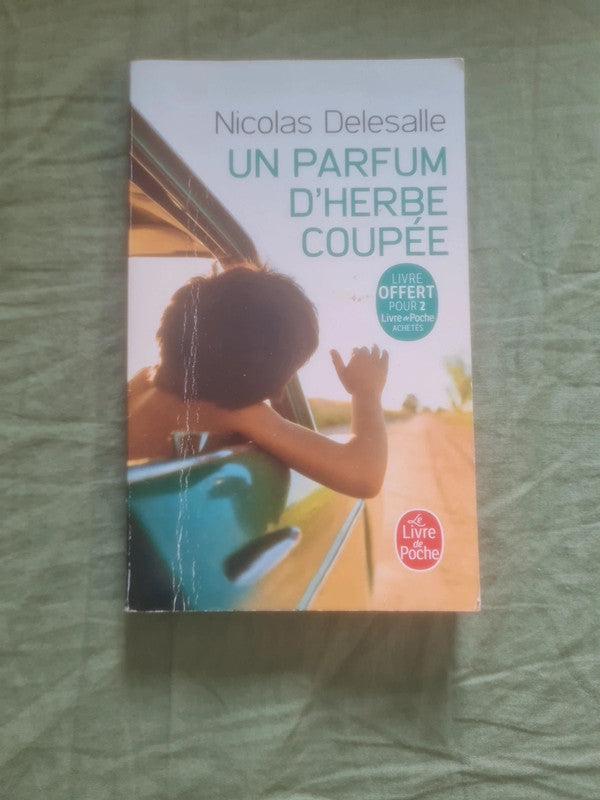 Nicolas Delesalle
UN PARFUM
D'HERBE
COUPÉE
LIVRE
OFFERT
POUR 2
Livre de Poche
ACHETÉS
Le
Livre
de
Poche